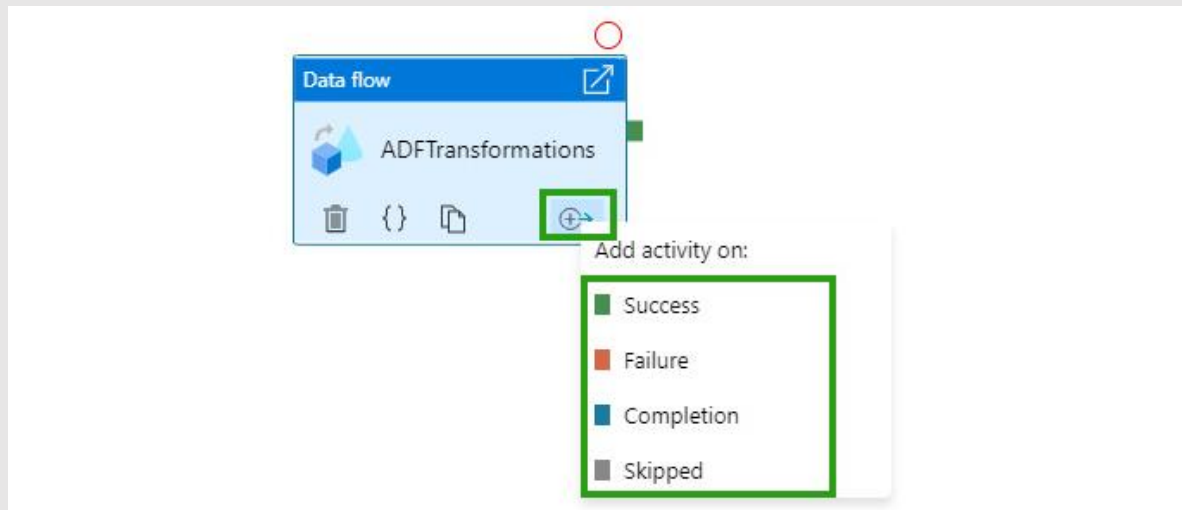 Data flow
ADFTransformations
{}
Add activity on:
Success
Failure
Completion
Skipped